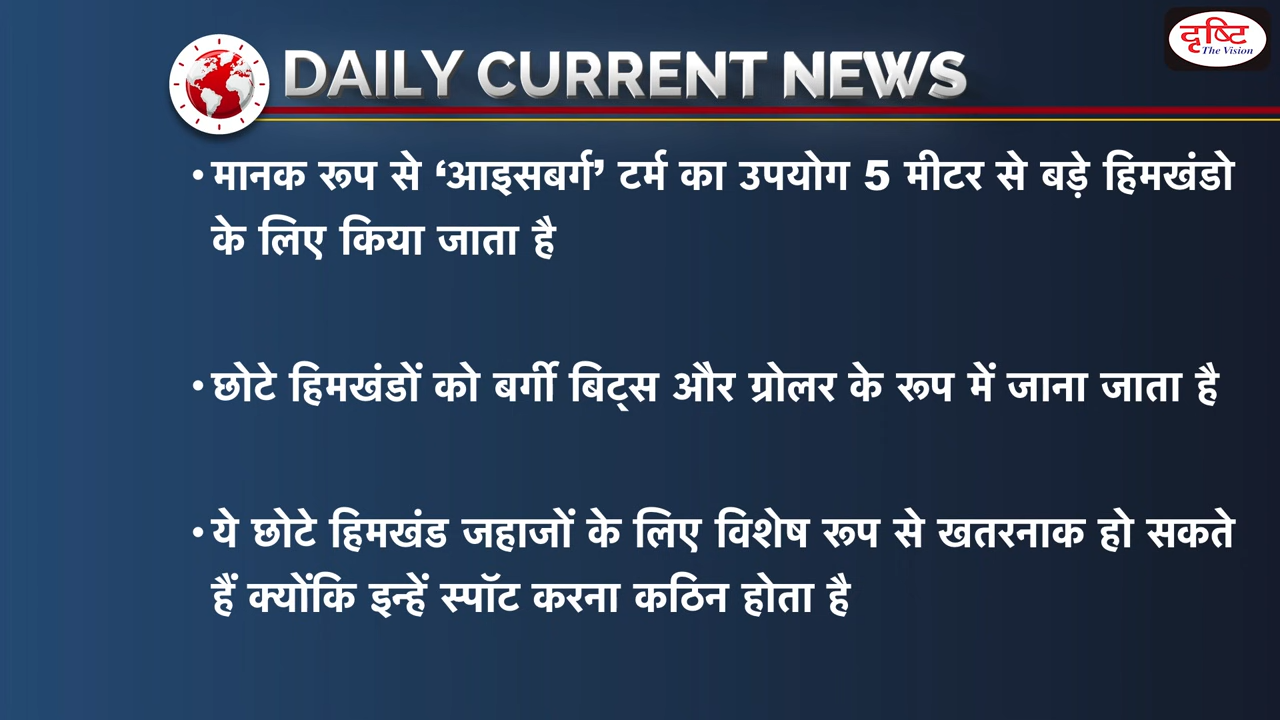 दृष्टि
The Vision
DAILY CURRENT NEWS
• मानक रूप से ‘आइसबर्ग’ टर्म का उपयोग 5 मीटर से बड़े हिमखंडो
के लिए किया जाता है
• छोटे हिमखंडों को बर्गी बिट्स और ग्रोलर के रूप में जाना जाता है
• ये छोटे हिमखंड जहाजों के लिए विशेष रूप से खतरनाक हो सकते
हैं क्योंकि इन्हें स्पॉट करना कठिन होता है